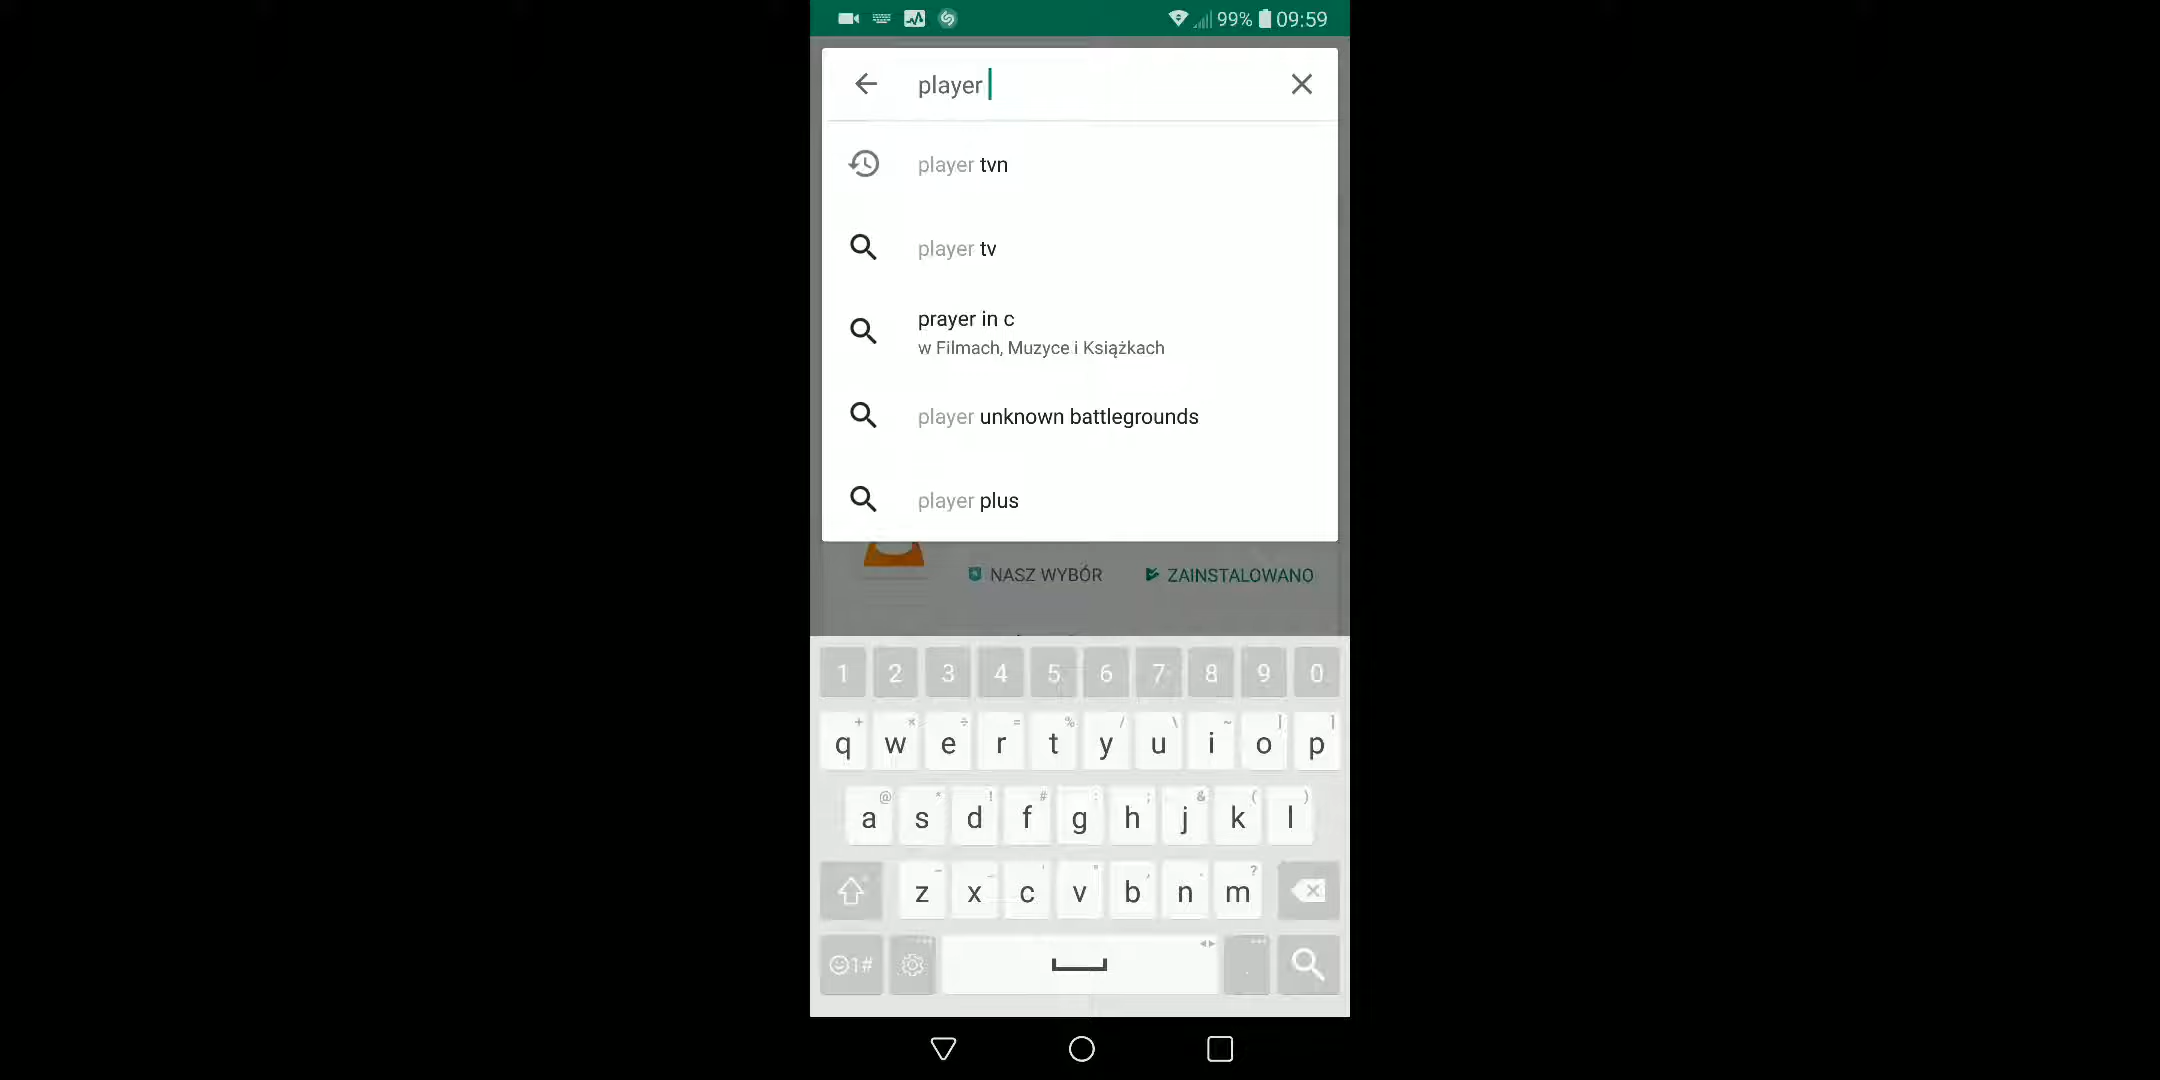 99% 09:59
player
player tvn
player tv
prayer in c
w Filmach, Muzyce i Książkach
player unknown battlegrounds
player plus
NASZ WYBÓR ZAINSTALOWANO
1 2 3 4 5 6 7 8 9 0
+ × ÷ = % / \ ~ [ ]
q w e r t y u i o p
@ * ! # : ; & ( )
a s d f g h j k l
- _ ' " , . ?
z x c v b n m
1# .